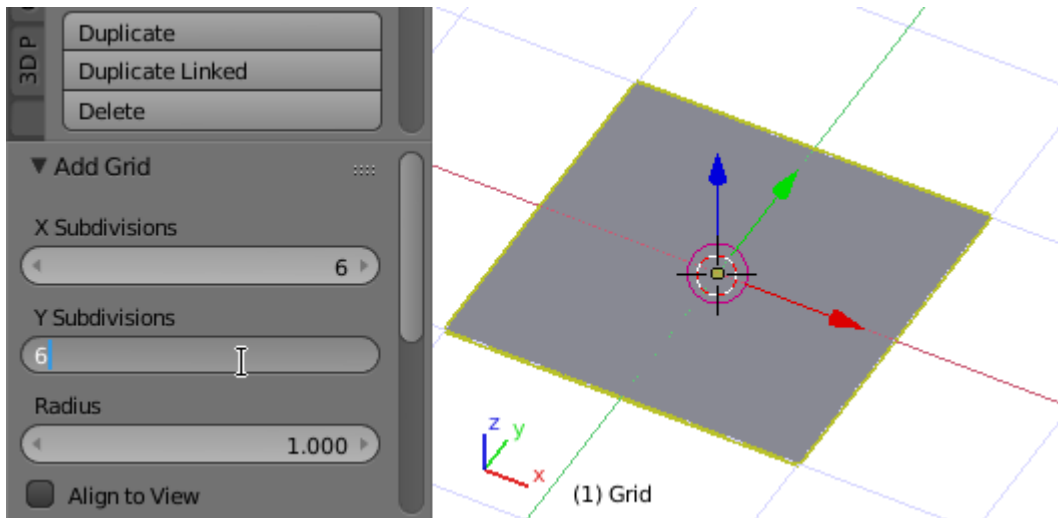 3D P
Duplicate
Duplicate Linked
Delete
Add Grid
X Subdivisions
6
Y Subdivisions
6
Radius
1.000
Align to View
z
y
x
(1) Grid